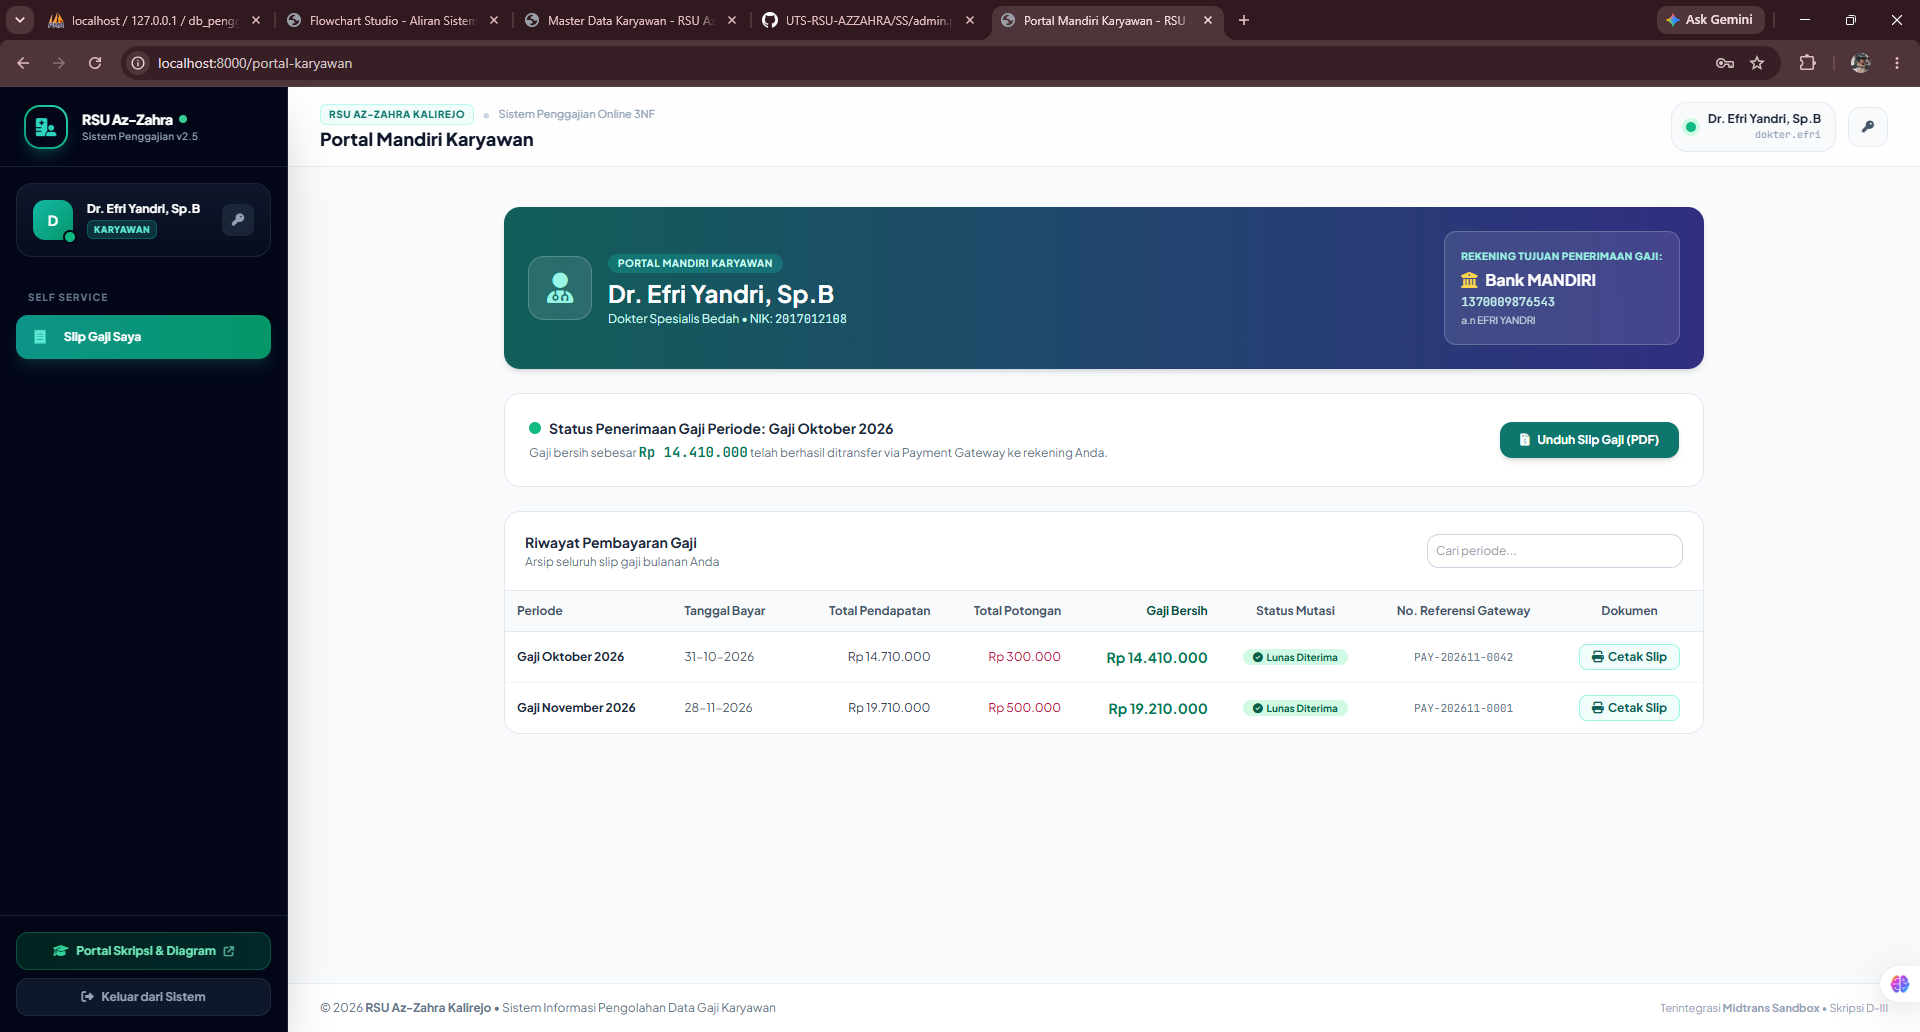 localhost / 127.0.0.1 / db_peng
Flowchart Studio - Aliran Sistem
Master Data Karyawan - RSU Az
UTS-RSU-AZZAHRA/SS/admin.p
Portal Mandiri Karyawan - RSU
Ask Gemini
localhost:8000/portal-karyawan
RSU Az-Zahra
Sistem Penggajian v2.5
D
Dr. Efri Yandri, Sp.B
KARYAWAN
SELF SERVICE
Slip Gaji Saya
Portal Skripsi & Diagram
Keluar dari Sistem
RSU AZ-ZAHRA KALIREJO
Sistem Penggajian Online 3NF
Portal Mandiri Karyawan
Dr. Efri Yandri, Sp.B
dokter.efri
PORTAL MANDIRI KARYAWAN
Dr. Efri Yandri, Sp.B
Dokter Spesialis Bedah • NIK: 2017012108
REKENING TUJUAN PENERIMAAN GAJI:
Bank MANDIRI
1370009876543
a.n EFRI YANDRI
Status Penerimaan Gaji Periode: Gaji Oktober 2026
Gaji bersih sebesar Rp 14.410.000 telah berhasil ditransfer via Payment Gateway ke rekening Anda.
Unduh Slip Gaji (PDF)
Riwayat Pembayaran Gaji
Arsip seluruh slip gaji bulanan Anda
Cari periode...
Periode Tanggal Bayar Total Pendapatan Total Potongan Gaji Bersih Status Mutasi No. Referensi Gateway Dokumen
Gaji Oktober 2026 31-10-2026 Rp 14.710.000 Rp 300.000 Rp 14.410.000 Lunas Diterima PAY-202611-0042 Cetak Slip
Gaji November 2026 28-11-2026 Rp 19.710.000 Rp 500.000 Rp 19.210.000 Lunas Diterima PAY-202611-0001 Cetak Slip
© 2026 RSU Az-Zahra Kalirejo • Sistem Informasi Pengolahan Data Gaji Karyawan
Terintegrasi Midtrans Sandbox • Skripsi D-III